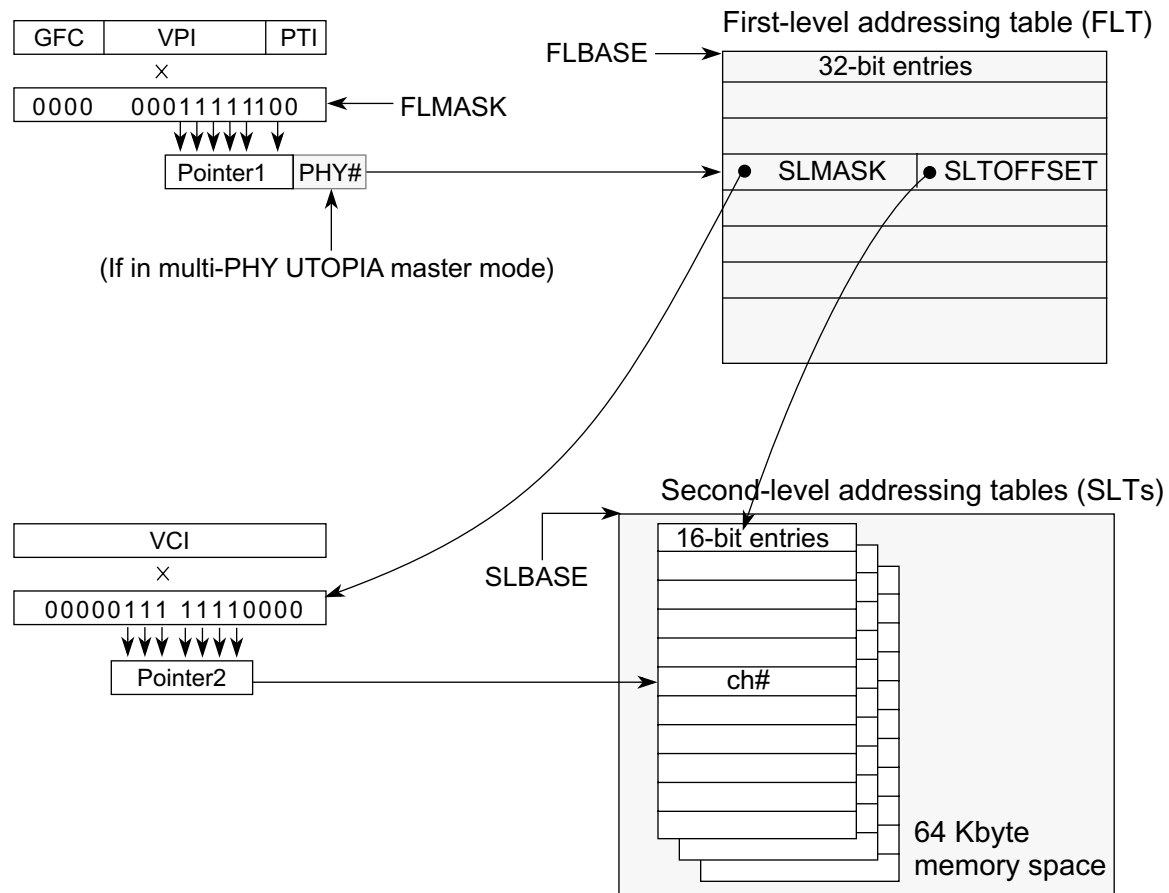 First-level addressing table (FLT)
GFC VPI PTI
FLBASE
32-bit entries
×
0000 00011111100
FLMASK
Pointer1 PHY#
SLMASK SLTOFFSET
(If in multi-PHY UTOPIA master mode)
Second-level addressing tables (SLTs)
VCI
16-bit entries
×
SLBASE
00000111 11110000
Pointer2
ch#
64 Kbyte
memory space